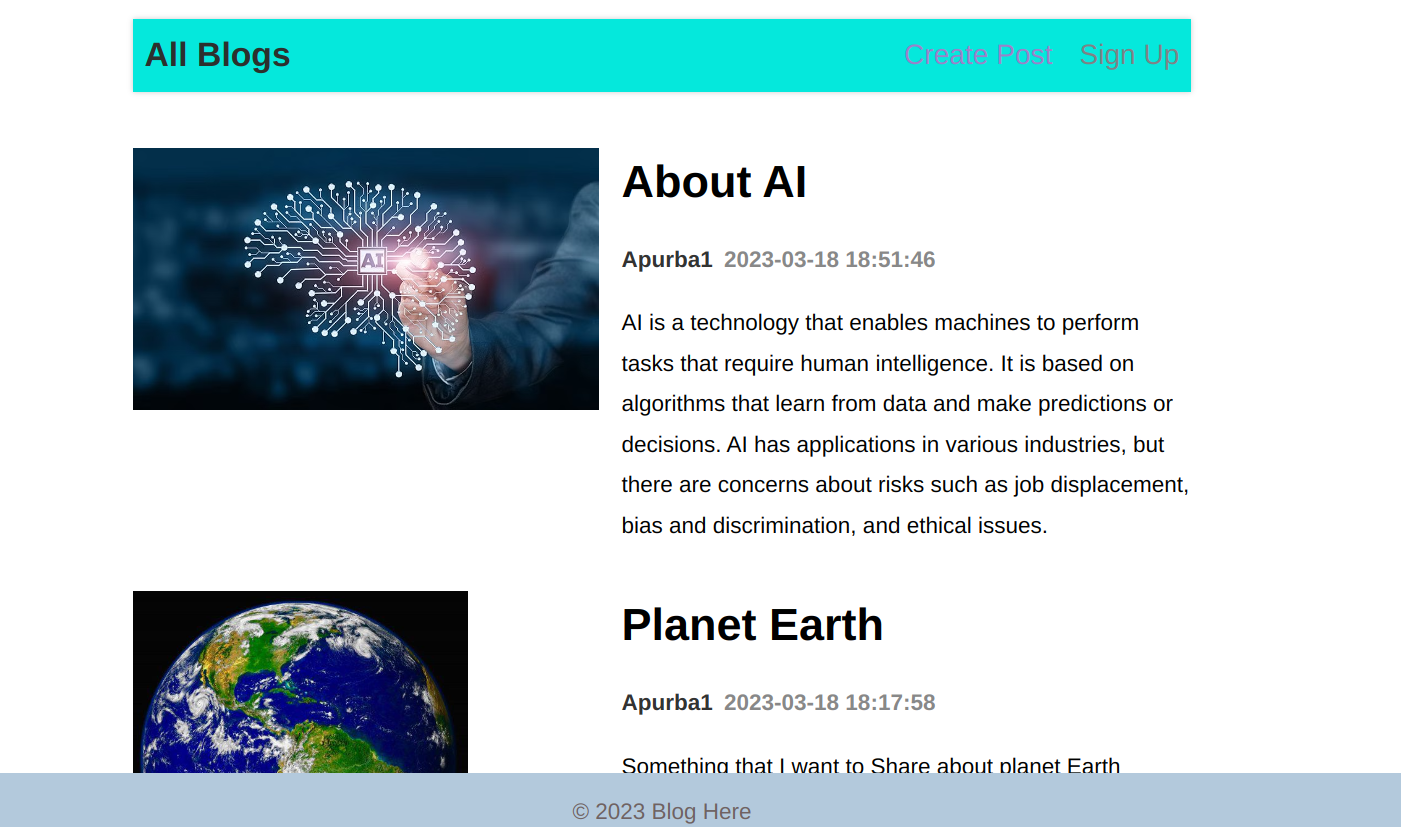 All Blogs
Create Post Sign Up
AI
About AI
Apurba1 2023-03-18 18:51:46
AI is a technology that enables machines to perform
tasks that require human intelligence. It is based on
algorithms that learn from data and make predictions or
decisions. AI has applications in various industries, but
there are concerns about risks such as job displacement,
bias and discrimination, and ethical issues.
Planet Earth
Apurba1 2023-03-18 18:17:58
Something that I want to Share about planet Earth
© 2023 Blog Here